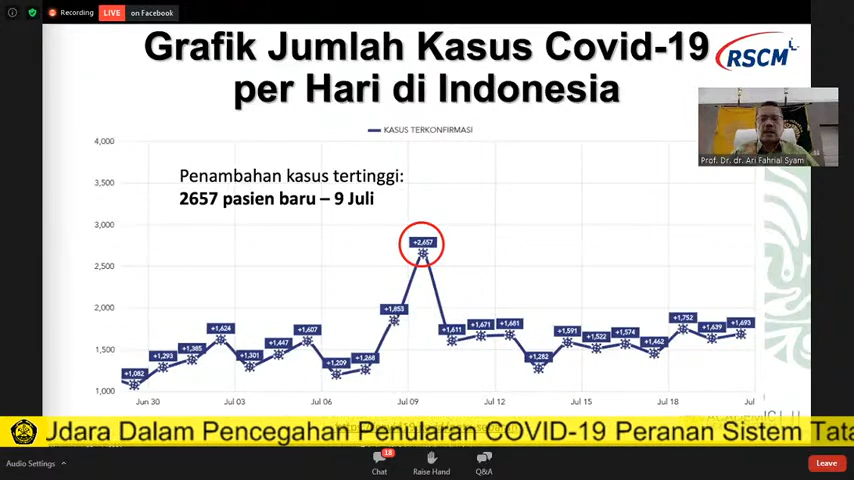 Recording
LIVE
on Facebook
Grafik Jumlah Kasus Covid-19
per Hari di Indonesia
RSCM
Prof. Dr. dr. Ari Fahrial Syam
KASUS TERKONFIRMASI
Penambahan kasus tertinggi:
2657 pasien baru – 9 Juli
4,000
3,500
3,000
2,500
2,000
1,500
1,000
+1,082
+1,293
+1,385
+1,624
+1,301
+1,447
+1,607
+1,209
+1,268
+1,853
+2,657
+1,611
+1,671
+1,681
+1,282
+1,591
+1,522
+1,574
+1,462
+1,752
+1,639
+1,693
Jun 30
Jul 03
Jul 06
Jul 09
Jul 12
Jul 15
Jul 18
Jul
Udara Dalam Pencegahan Penularan COVID-19 Peranan Sistem Tata
Audio Settings
18
Chat
Raise Hand
Q&A
Leave